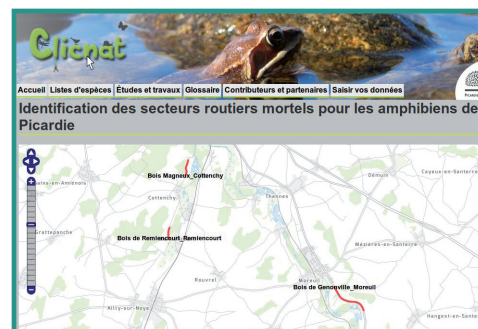 Clicnat
PICARDIE
Accueil Listes d'espèces Études et travaux Glossaire Contributeurs et partenaires Saisir vos données
Identification des secteurs routiers mortels pour les amphibiens de
Picardie
Bois Magneux_Cottenchy
Démuin
Cayeux-en-Santerre
Cottenchy
Thennes
Grattepanche
Bois de Remiencourt_Remiencourt
Mézières-en-Santerre
Rouvrel
Moreuil
Bois de Genonville_Moreuil
Ailly-sur-Noye
Hangest-en-Sante